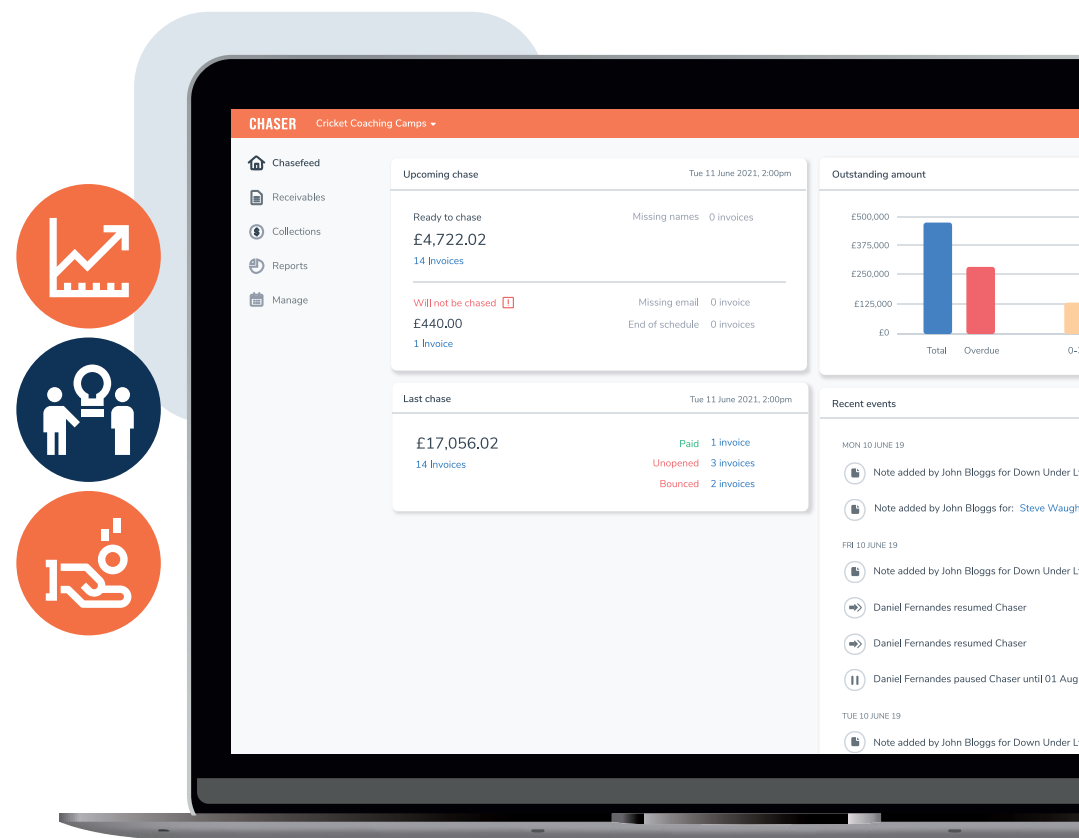 CHASER Cricket Coaching Camps
Chasefeed
Receivables
Collections
Reports
Manage
Upcoming chase Tue 11 June 2021, 2:00pm
Ready to chase Missing names 0 invoices
£4,722.02
14 Invoices
Will not be chased Missing email 0 invoice
£440.00 End of schedule 0 invoices
1 Invoice
Last chase Tue 11 June 2021, 2:00pm
£17,056.02 Paid 1 invoice
14 Invoices Unopened 3 invoices
Bounced 2 invoices
Outstanding amount
£500,000
£375,000
£250,000
£125,000
£0
Total Overdue 0-
Recent events
MON 10 JUNE 19
Note added by John Bloggs for Down Under L
Note added by John Bloggs for: Steve Waugh
FRI 10 JUNE 19
Note added by John Bloggs for Down Under L
Daniel Fernandes resumed Chaser
Daniel Fernandes resumed Chaser
Daniel Fernandes paused Chaser until 01 Aug
TUE 10 JUNE 19
Note added by John Bloggs for Down Under L